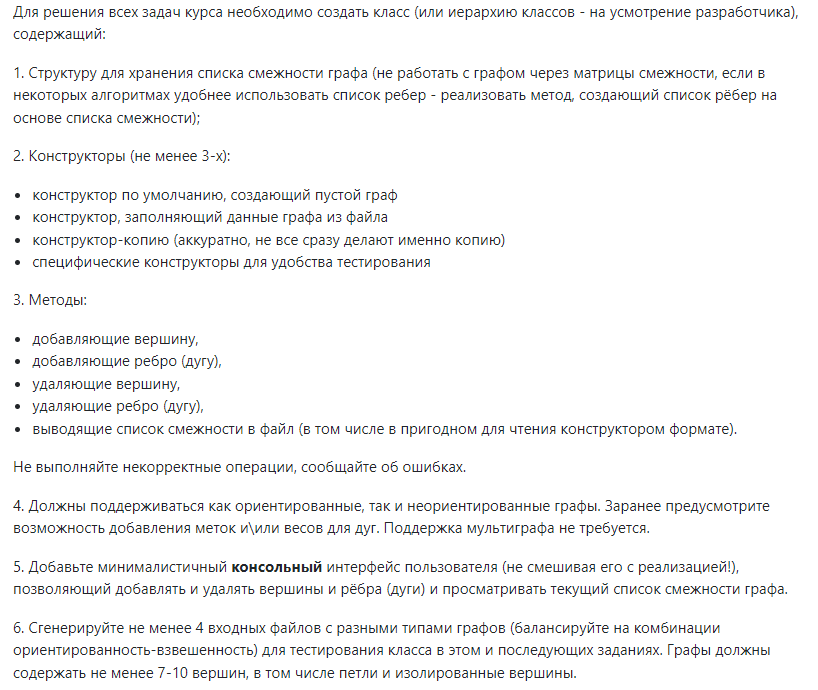 Для решения всех задач курса необходимо создать класс (или иерархию классов - на усмотрение разработчика),
содержащий:
1. Структуру для хранения списка смежности графа (не работать с графом через матрицы смежности, если в
некоторых алгоритмах удобнее использовать список ребер - реализовать метод, создающий список рёбер на
основе списка смежности);
2. Конструкторы (не менее 3-х):
• конструктор по умолчанию, создающий пустой граф
• конструктор, заполняющий данные графа из файла
• конструктор-копию (аккуратно, не все сразу делают именно копию)
• специфические конструкторы для удобства тестирования
3. Методы:
• добавляющие вершину,
• добавляющие ребро (дугу),
• удаляющие вершину,
• удаляющие ребро (дугу),
• выводящие список смежности в файл (в том числе в пригодном для чтения конструктором формате).
Не выполняйте некорректные операции, сообщайте об ошибках.
4. Должны поддерживаться как ориентированные, так и неориентированные графы. Заранее предусмотрите
возможность добавления меток и\или весов для дуг. Поддержка мультиграфа не требуется.
5. Добавьте минималистичный консольный интерфейс пользователя (не смешивая его с реализацией!),
позволяющий добавлять и удалять вершины и рёбра (дуги) и просматривать текущий список смежности графа.
6. Сгенерируйте не менее 4 входных файлов с разными типами графов (балансируйте на комбинации
ориентированность-взвешенность) для тестирования класса в этом и последующих заданиях. Графы должны
содержать не менее 7-10 вершин, в том числе петли и изолированные вершины.